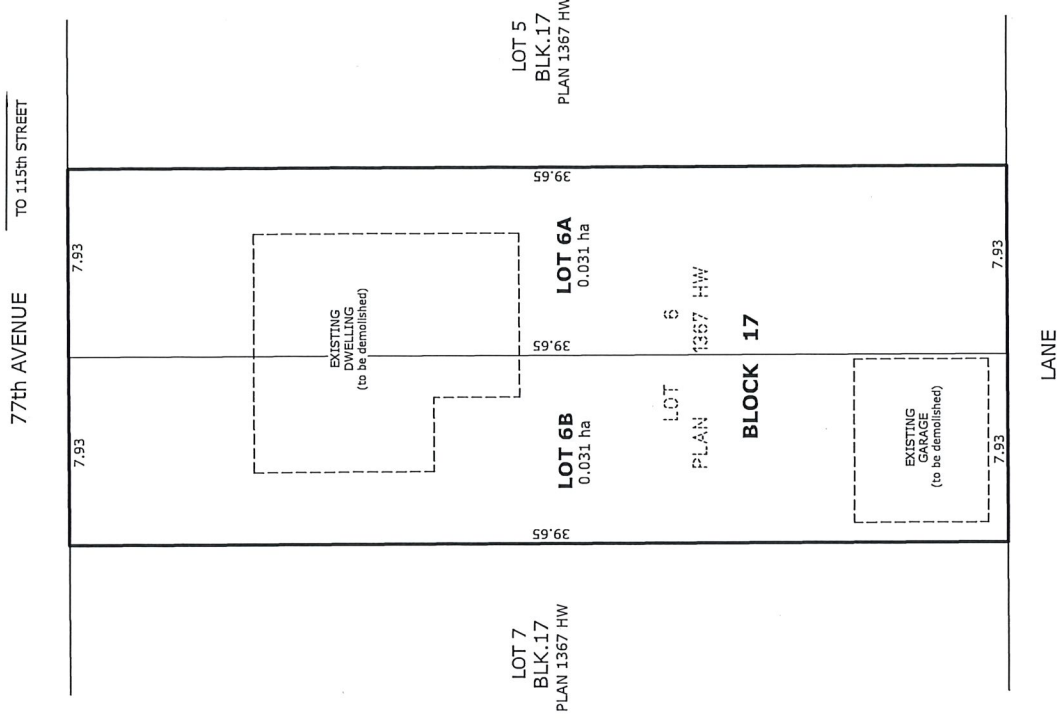 77th AVENUE
TO 115th STREET
7.93
7.93
LOT 5
BLK.17
PLAN 1367 HW
39.65
EXISTING
DWELLING
(to be demolished)
LOT 6A
0.031 ha
39.65
LOT 6B
0.031 ha
LOT 6
PLAN 1367 HW
BLOCK 17
EXISTING
GARAGE
(to be demolished)
39.65
7.93
7.93
LOT 7
BLK.17
PLAN 1367 HW
LANE